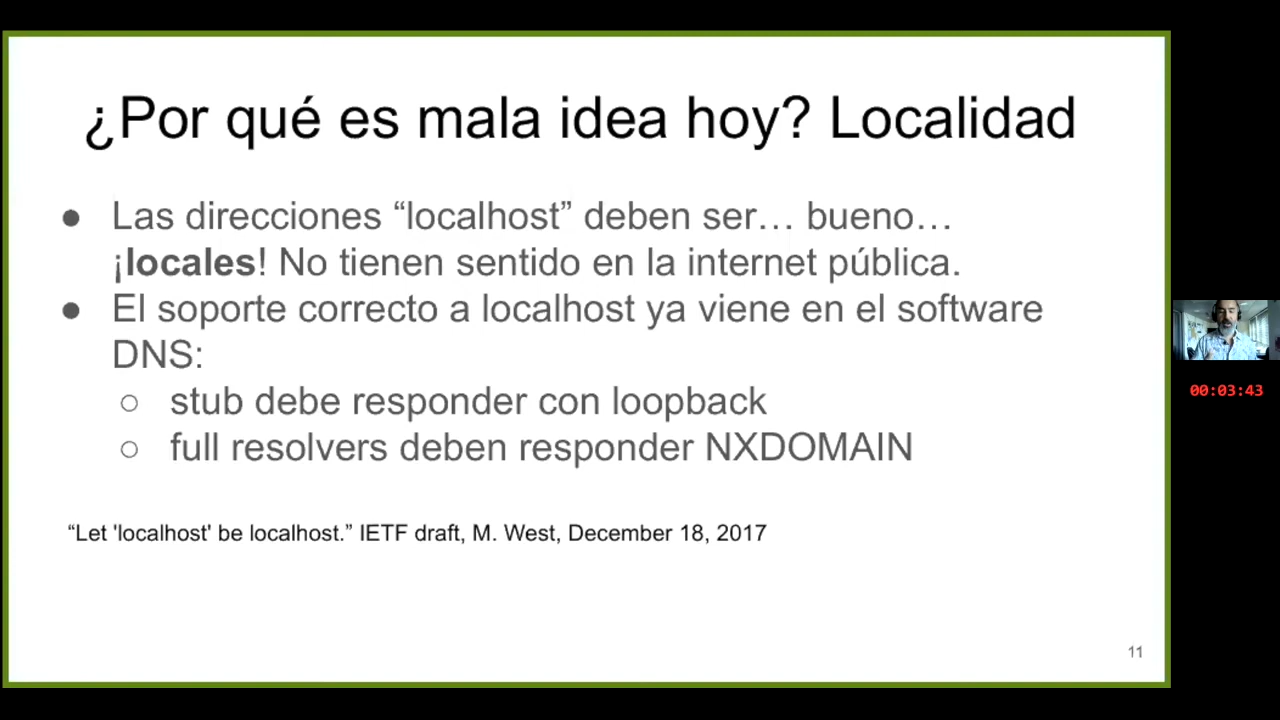 ¿Por qué es mala idea hoy? Localidad
● Las direcciones “localhost” deben ser… bueno…
¡locales! No tienen sentido en la internet pública.
● El soporte correcto a localhost ya viene en el software
DNS:
○ stub debe responder con loopback
○ full resolvers deben responder NXDOMAIN
“Let 'localhost' be localhost.” IETF draft, M. West, December 18, 2017
11
00:03:43